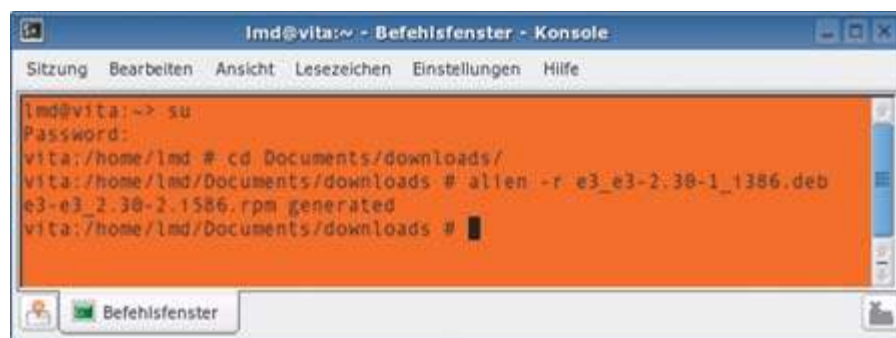 lmd@vita:~ - Befehlsfenster - Konsole
Sitzung Bearbeiten Ansicht Lesezeichen Einstellungen Hilfe
lmd@vita:~> su
Password:
vita:/home/lmd # cd Documents/downloads/
vita:/home/lmd/Documents/downloads # alien -r e3_e3-2.30-1_i386.deb
e3-e3_2.30-2.i586.rpm generated
vita:/home/lmd/Documents/downloads #
Befehlsfenster